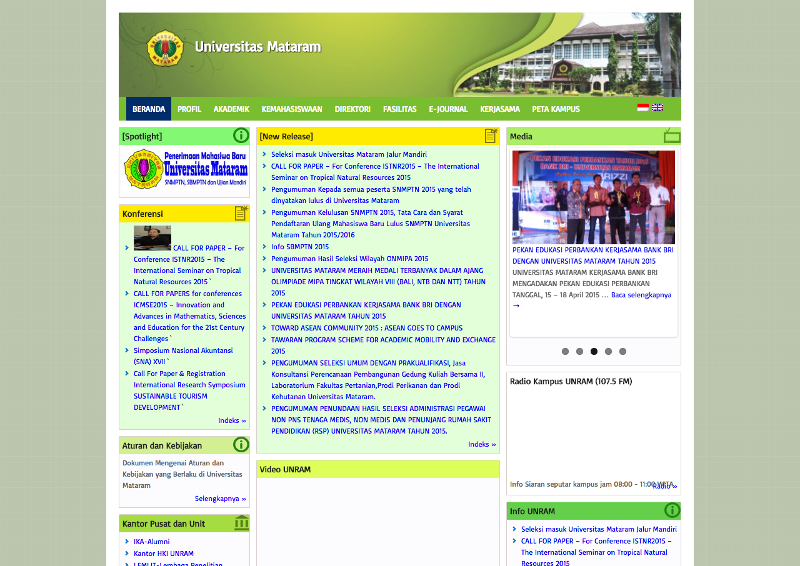 Universitas Mataram
BERANDA PROFIL AKADEMIK KEMAHASISWAAN DIREKTORI FASILITAS E-JOURNAL KERJASAMA PETA KAMPUS
[Spotlight]
Penerimaan Mahasiswa Baru
Universitas Mataram
SNMPTN, SBMPTN dan Ujian Mandiri
Konferensi
CALL FOR PAPER – For
Conference ISTNR2015 – The
International Seminar on Tropical
Natural Resources 2015`
CALL FOR PAPERS for conferences
ICMSE2015 – Innovation and
Advances in Mathematics, Sciences
and Education for the 21st Century
Challenges`
Simposium Nasional Akuntansi
(SNA) XVII`
Call For Paper & Registration
International Research Symposium
SUSTAINABLE TOURISM
DEVELOPMENT`
Indeks »
Aturan dan Kebijakan
Dokumen Mengenai Aturan dan
Kebijakan yang Berlaku di Universitas
Mataram
Selengkapnya »
Kantor Pusat dan Unit
IKA-Alumni
Kantor HKI UNRAM
LEMLIT-Lembaga Penelitian
[New Release]
Seleksi masuk Universitas Mataram Jalur Mandiri
CALL FOR PAPER – For Conference ISTNR2015 – The International
Seminar on Tropical Natural Resources 2015
Pengumuman Kepada semua peserta SNMPTN 2015 yang telah
dinyatakan lulus di Universitas Mataram
Pengumuman Kelulusan SNMPTN 2015, Tata Cara dan Syarat
Pendaftaran Ulang Mahasiswa Baru Lulus SNMPTN Universitas
Mataram Tahun 2015/2016
Info SBMPTN 2015
Pengumuman Hasil Seleksi Wilayah ONMIPA 2015
UNIVERSITAS MATARAM MERAIH MEDALI TERBANYAK DALAM AJANG
OLIMPIADE MIPA TINGKAT WILAYAH VIII (BALI, NTB DAN NTT) TAHUN
2015
PEKAN EDUKASI PERBANKAN KERJASAMA BANK BRI DENGAN
UNIVERSITAS MATARAM TAHUN 2015
TOWARD ASEAN COMMUNITY 2015 : ASEAN GOES TO CAMPUS
TAWARAN PROGRAM SCHEME FOR ACADEMIC MOBILITY AND EXCHANGE
2015
PENGUMUMAN SELEKSI UMUM DENGAN PRAKUALIFIKASI, Jasa
Konsultansi Perencanaan Pembangunan Gedung Kuliah Bersama II,
Laboratorium Fakultas Pertanian,Prodi Perikanan dan Prodi
Kehutanan Universitas Mataram.
PENGUMUMAN PENUNDAAN HASIL SELEKSI ADMINISTRASI PEGAWAI
NON PNS TENAGA MEDIS, NON MEDIS DAN PENUNJANG RUMAH SAKIT
PENDIDIKAN (RSP) UNIVERSITAS MATARAM TAHUN 2015.
Indeks »
Video UNRAM
Media
PEKAN EDUKASI PERBANKAN TAHUN 2015
BANK BRI - UNIVERSITAS MATARAM
BRIZZI
PEKAN EDUKASI PERBANKAN KERJASAMA BANK BRI
DENGAN UNIVERSITAS MATARAM TAHUN 2015
UNIVERSITAS MATARAM KERJASAMA BANK BRI
MENGADAKAN PEKAN EDUKASI PERBANKAN
TANGGAL, 15 – 18 April 2015 … Baca selengkapnya
→
Radio Kampus UNRAM (107.5 FM)
Info Siaran seputar kampus jam 08:00 - 11:00 WITA
Radio »
Info UNRAM
Seleksi masuk Universitas Mataram Jalur Mandiri
CALL FOR PAPER – For Conference ISTNR2015 –
The International Seminar on Tropical Natural
Resources 2015